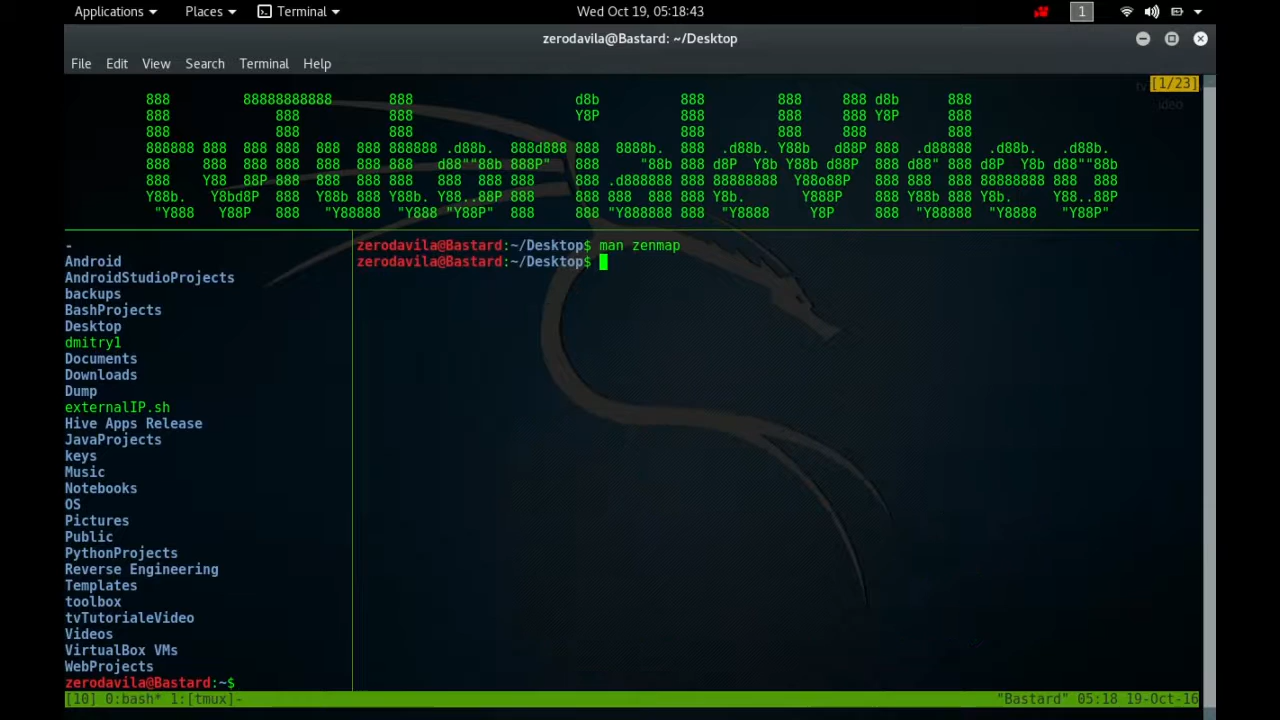 Applications Places Terminal Wed Oct 19, 05:18:43 1
zerodavila@Bastard: ~/Desktop
File Edit View Search Terminal Help
[1/23]
tvTutorialeVideo
-
Android
AndroidStudioProjects
backups
BashProjects
Desktop
dmitry1
Documents
Downloads
Dump
externalIP.sh
Hive Apps Release
JavaProjects
keys
Music
Notebooks
OS
Pictures
Public
PythonProjects
Reverse Engineering
Templates
toolbox
tvTutorialeVideo
Videos
VirtualBox VMs
WebProjects
zerodavila@Bastard:~$
zerodavila@Bastard:~/Desktop$ man zenmap
zerodavila@Bastard:~/Desktop$
[10] 0:bash* 1:[tmux]- "Bastard" 05:18 19-Oct-16